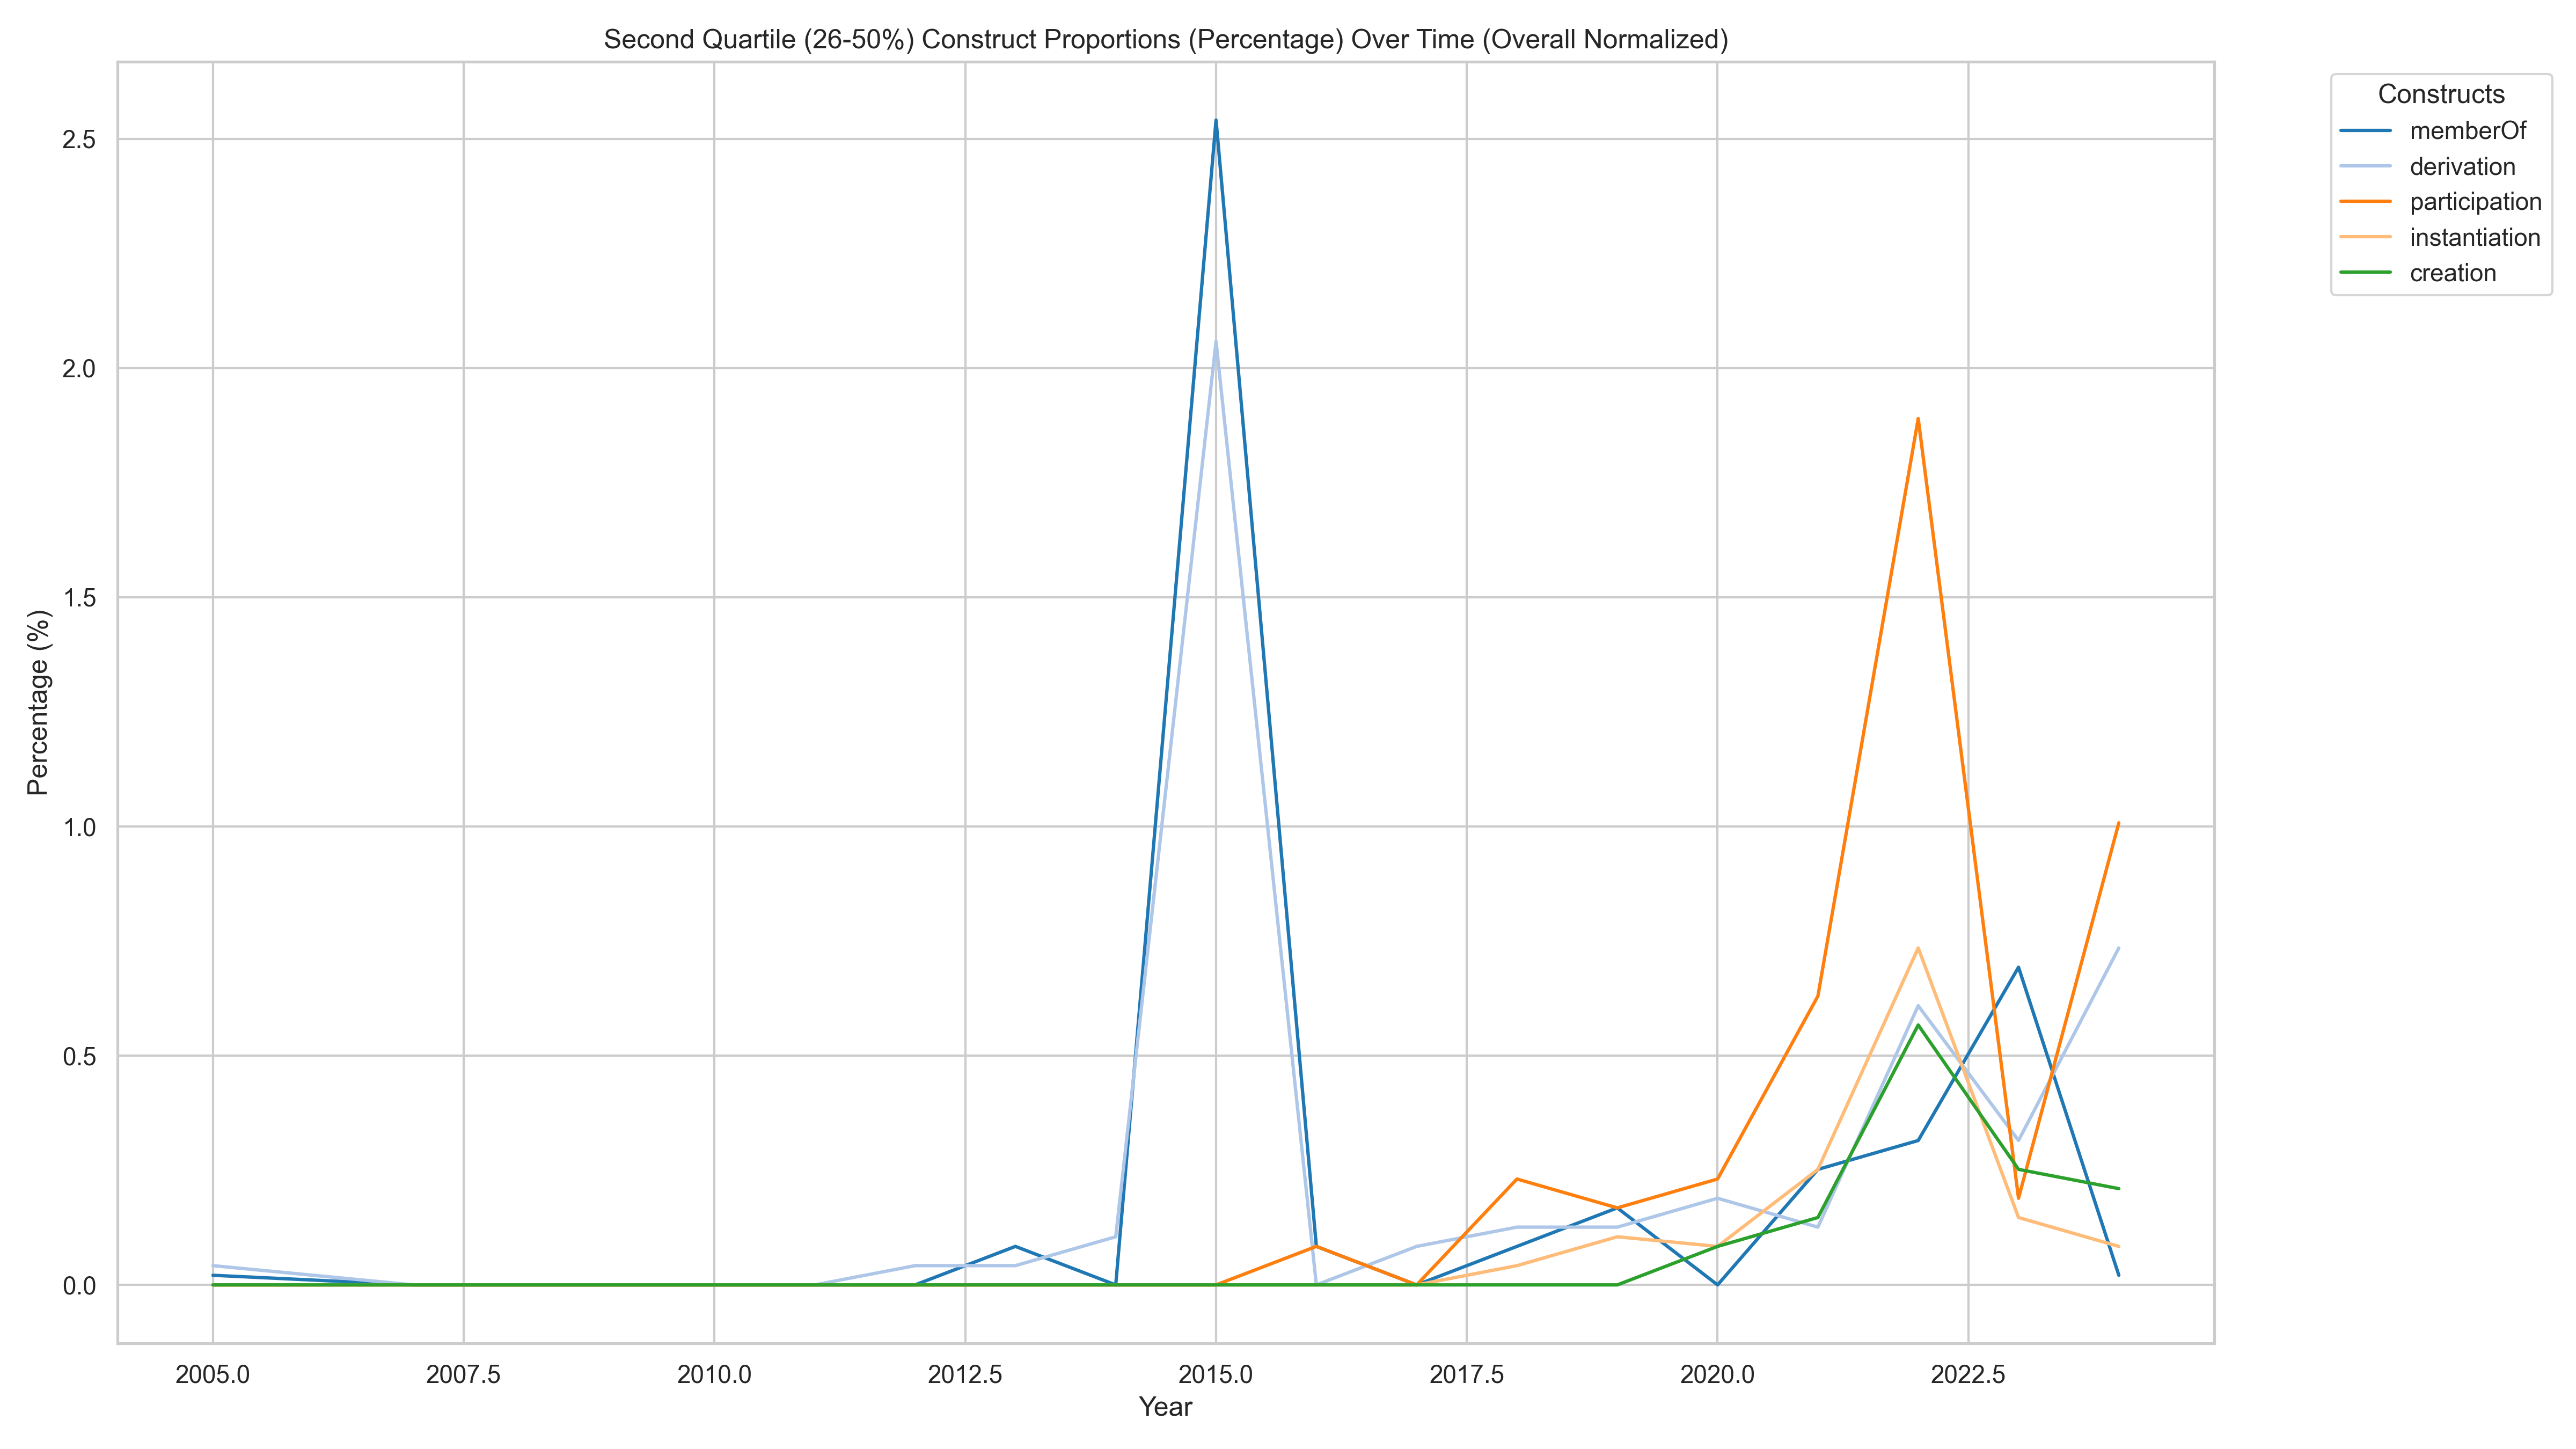 Second Quartile (26-50%) Construct Proportions (Percentage) Over Time (Overall Normalized)
Constructs
memberOf
derivation
participation
instantiation
creation
Percentage (%)
2.5
2.0
1.5
1.0
0.5
0.0
2005.0 2007.5 2010.0 2012.5 2015.0 2017.5 2020.0 2022.5
Year